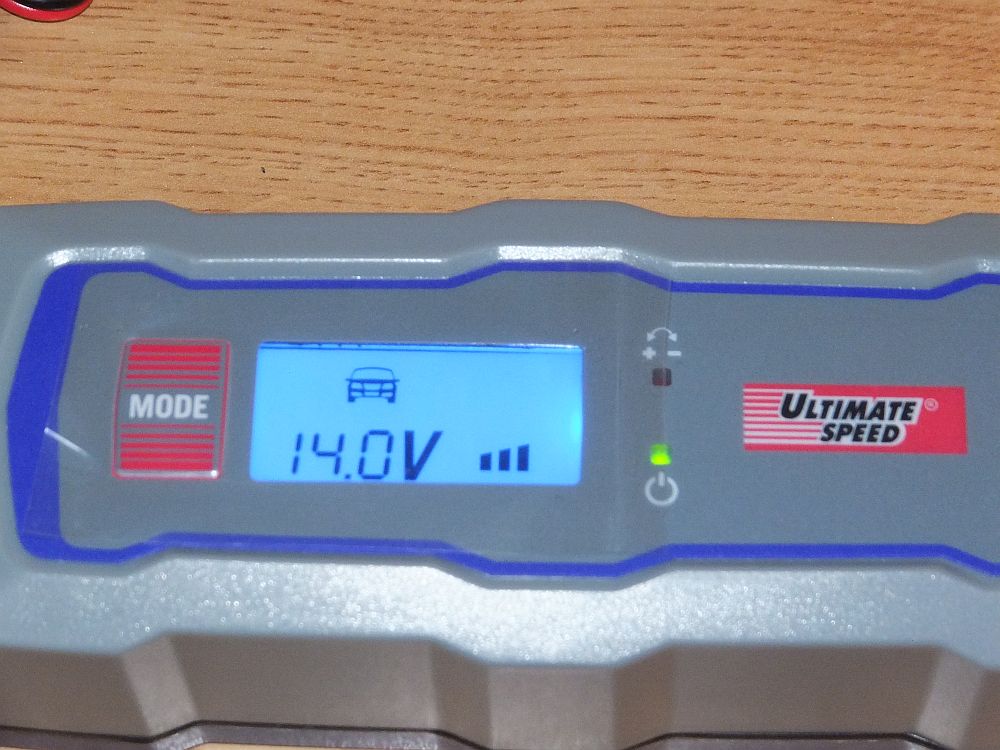 MODE
14.0V
ULTIMATE®
SPEED